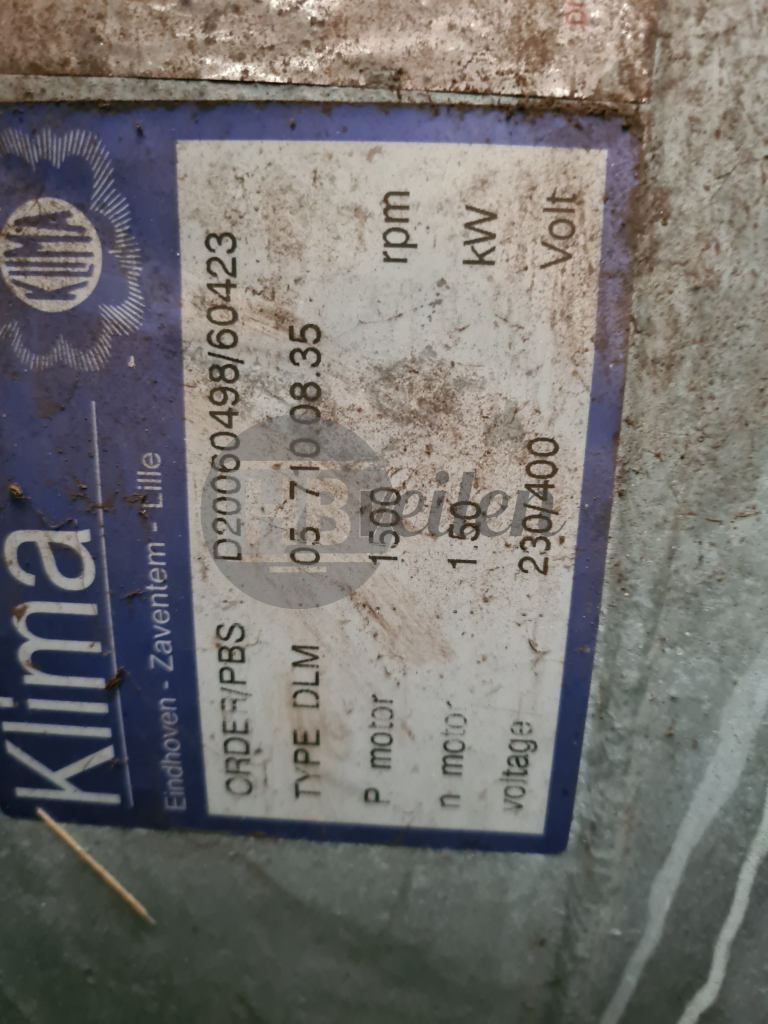 KLIMA
Klima
Eindhoven - Zaventem - Lille
ORDER/PBS D20060498/60423
TYPE DLM 05 710.08.35
P motor 1500 rpm
n motor 1.50 kW
voltage 230/400 Volt